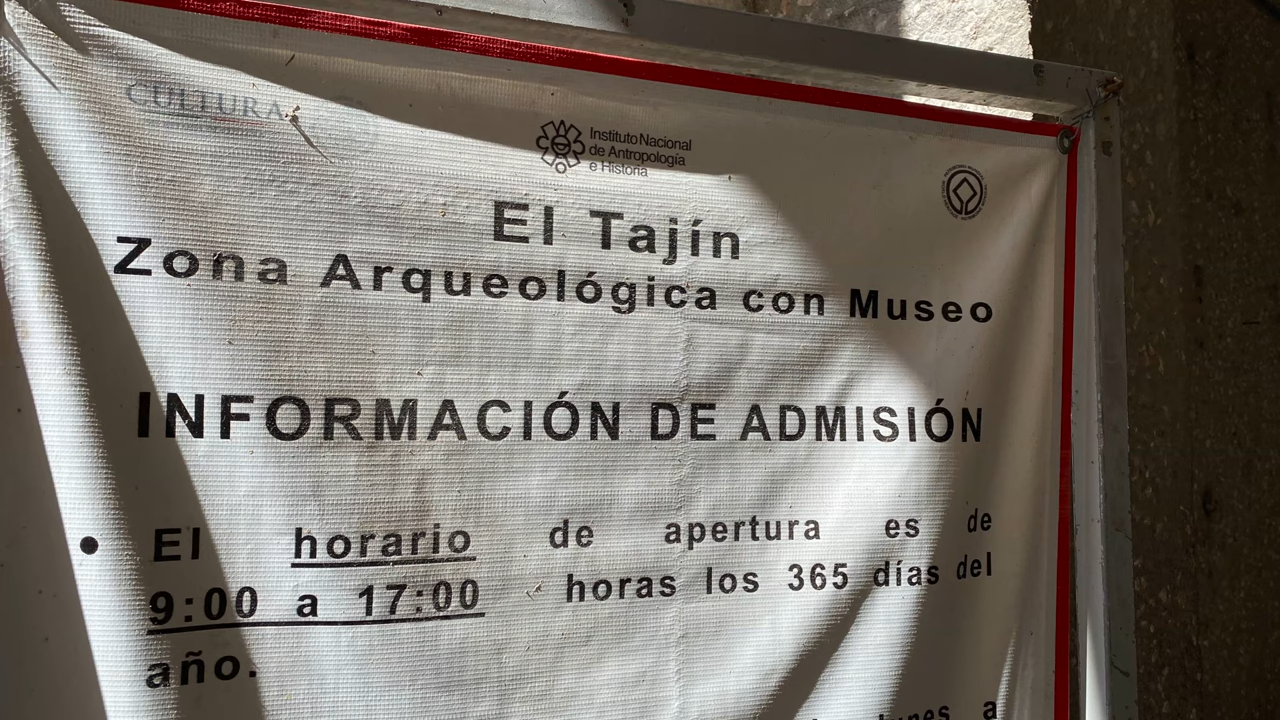 CULTURA
Instituto Nacional
de Antropología
e Historia
El Tajín
Zona Arqueológica con Museo
INFORMACIÓN DE ADMISIÓN
• El horario de apertura es de
9:00 a 17:00 horas los 365 días del
año.
a